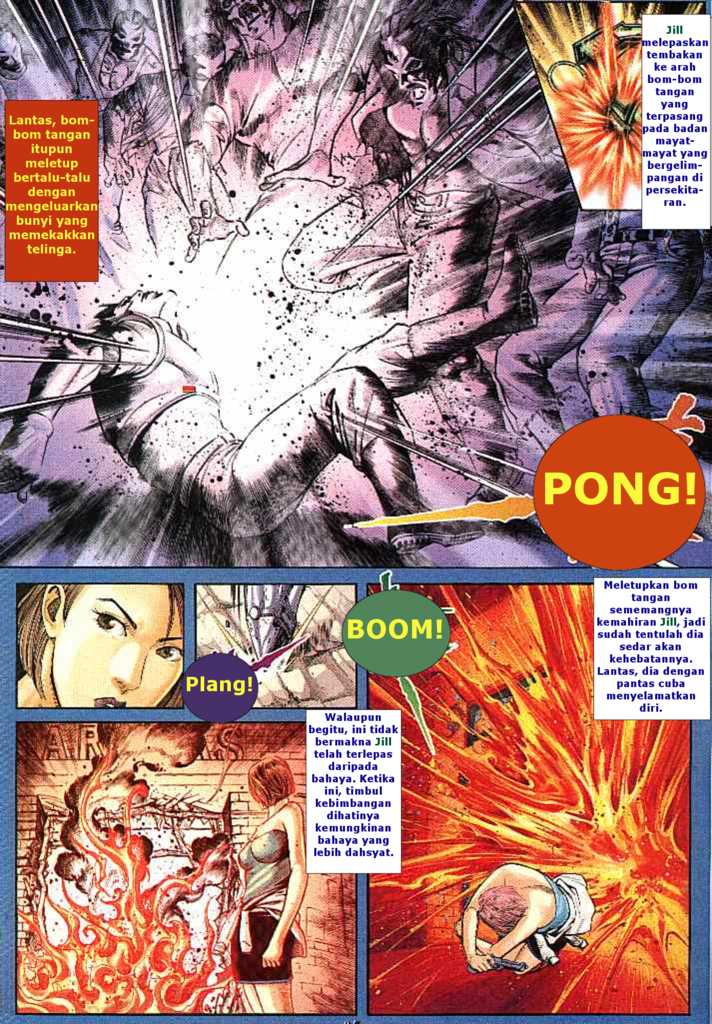 Jill
melepaskan
tembakan
ke arah
bom-bom
tangan
yang
terpasang
pada badan
mayat-
mayat yang
bergelim-
pangan di
persekita-
ran.
Lantas, bom-
bom tangan
itupun
meletup
bertalu-talu
dengan
mengeluarkan
bunyi yang
memekakkan
telinga.
PONG!
Plang!
BOOM!
Meletupkan bom
tangan
sememangnya
kemahiran Jill, jadi
sudah tentulah dia
sedar akan
kehebatannya.
Lantas, dia dengan
pantas cuba
menyelamatkan
diri.
Walaupun
begitu, ini tidak
bermakna Jill
telah terlepas
daripada
bahaya. Ketika
ini, timbul
kebimbangan
dihatinya
kemungkinan
bahaya yang
lebih dahsyat.